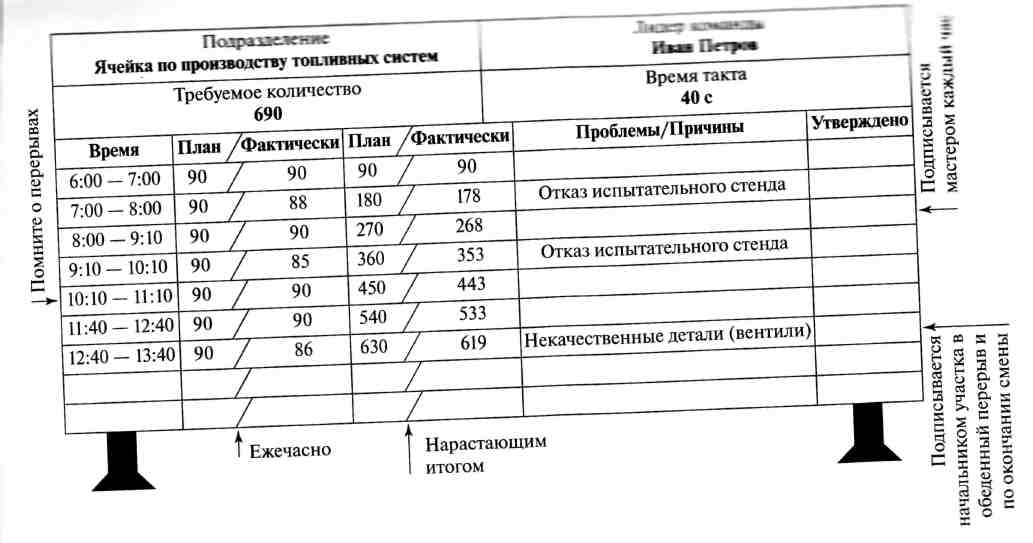 Подразделение
Ячейка по производству топливных систем
Лидер команды
Иван Петров
Требуемое количество
690
Время такта
40 с
Время План Фактически План Фактически Проблемы/Причины Утверждено
6:00 — 7:00 90 90 90 90
7:00 — 8:00 90 88 180 178 Отказ испытательного стенда
8:00 — 9:10 90 90 270 268
9:10 — 10:10 90 85 360 353 Отказ испытательного стенда
10:10 — 11:10 90 90 450 443
11:40 — 12:40 90 90 540 533
12:40 — 13:40 90 86 630 619 Некачественные детали (вентили)
Помните о перерывах
Ежечасно
Нарастающим
итогом
Подписывается
мастером каждый
Подписывается
начальником участка в
обеденный перерыв и
по окончании смены